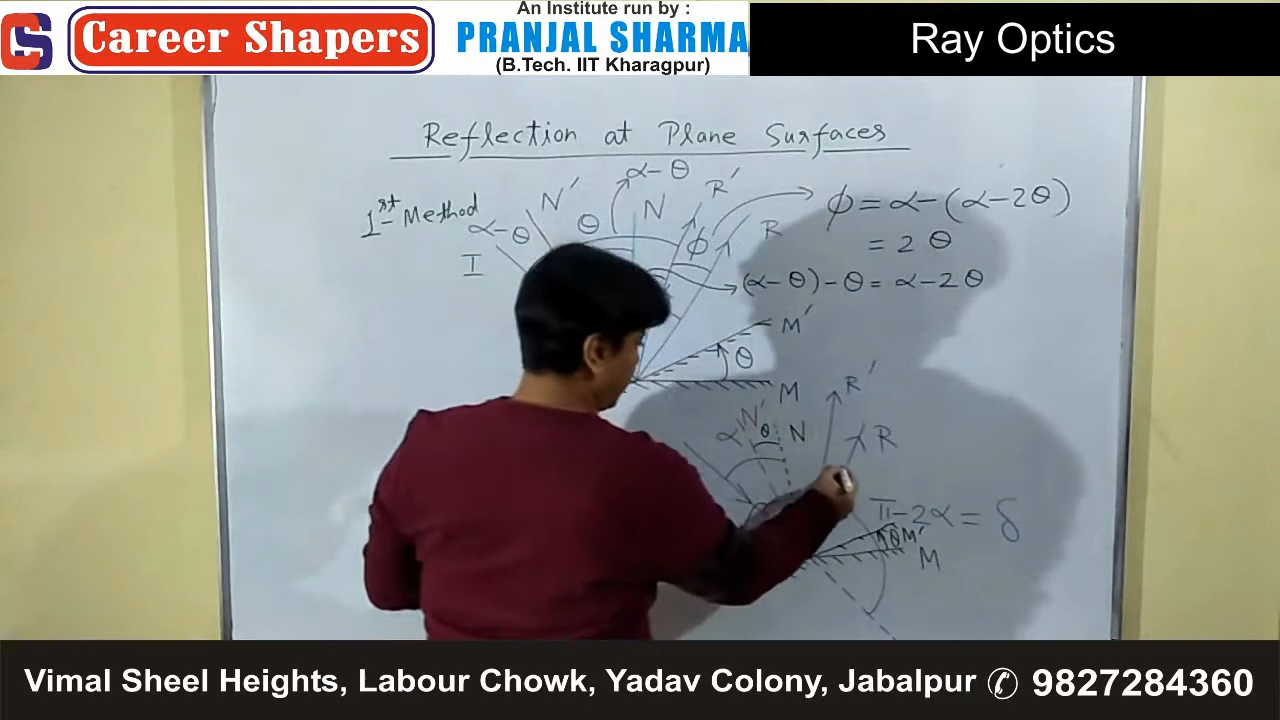 CS
Career Shapers
An Institute run by :
PRANJAL SHARMA
(B.Tech. IIT Kharagpur)
Ray Optics
Reflection at Plane Surfaces
1st Method
α-θ
I
N′
θ
α-θ
N
R′
φ
R
φ = α-(α-2θ)
= 2θ
(α-θ)-θ = α-2θ
M′
θ
M
α
N′
θ
N
R′
R
π-2α = δ
θ
M′
M
Vimal Sheel Heights, Labour Chowk, Yadav Colony, Jabalpur ✆ 9827284360